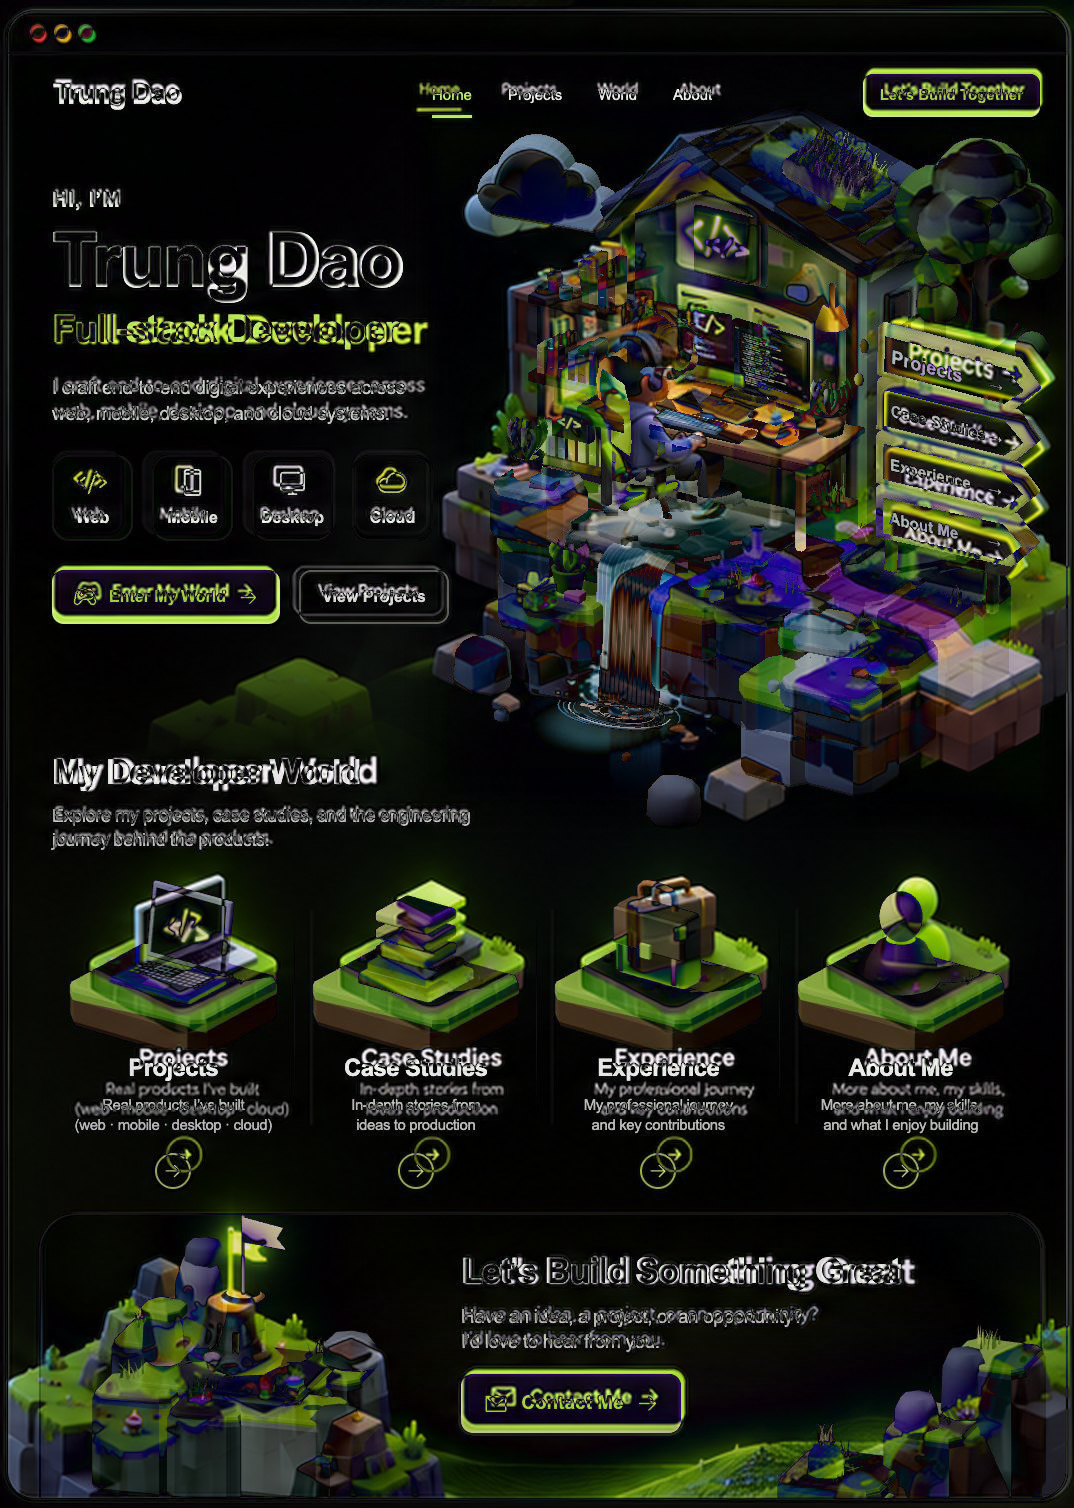 Trung Dao
Home
Projects
World
About
Let's Build Together
HI, I'M
Trung Dao
Full-stack Developer
I craft end-to-end digital experiences across
web, mobile, desktop, and cloud systems.
Web
Mobile
Desktop
Cloud
Enter My World →
View Projects
</>
</>
</>
Projects →
Case Studies →
Experience →
About Me →
My Developer World
Explore my projects, case studies, and the engineering
journey behind the products.
</>
Projects
Real products I've built
(web · mobile · desktop · cloud)
Case Studies
In-depth stories from
ideas to production
Experience
My professional journey
and key contributions
About Me
More about me, my skills,
and what I enjoy building
Let's Build Something Great
Have an idea, a project, or an opportunity?
I'd love to hear from you.
Contact Me →